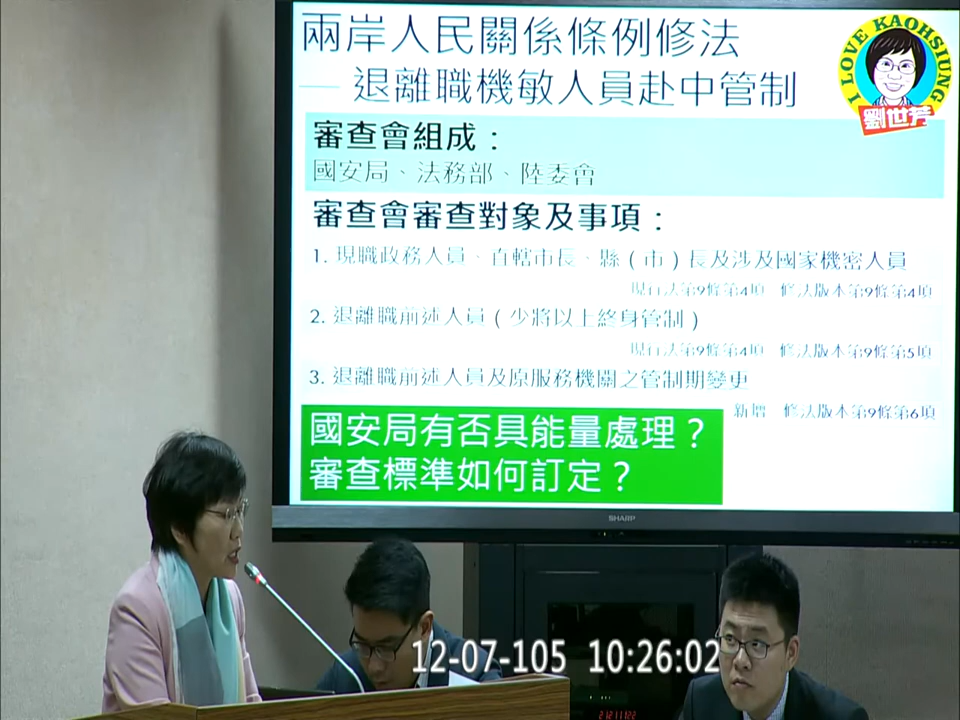 兩岸人民關係條例修法
— 退離職機敏人員赴中管制
I LOVE KAOHSIUNG
劉世芳
審查會組成：
國安局、法務部、陸委會
審查會審查對象及事項：
1. 現職政務人員、直轄市長、縣（市）長及涉及國家機密人員
現行法第9條第4項 修法版本第9條第4項
2. 退離職前述人員（少將以上終身管制）
現行法第9條第4項 修法版本第9條第5項
3. 退離職前述人員及原服務機關之管制期變更
新增 修法版本第9條第6項
國安局有否具能量處理？
審查標準如何訂定？
SHARP
12-07-105 10:26:02